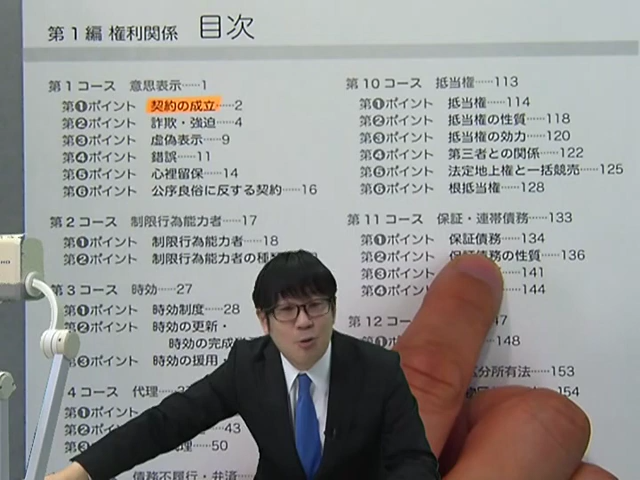 第1編 権利関係 目次
第1コース 意思表示……1
第❶ポイント 契約の成立……2
第❷ポイント 詐欺・強迫……4
第❸ポイント 虚偽表示……9
第❹ポイント 錯誤……11
第❺ポイント 心裡留保……14
第❻ポイント 公序良俗に反する契約……16
第2コース 制限行為能力者……17
第❶ポイント 制限行為能力者……18
第❷ポイント 制限行為能力者の種類
第3コース 時効……27
第❶ポイント 時効制度……28
第❷ポイント 時効の更新・
時効の完成
第❸ポイント 時効の援用
4コース 代理
第❶
第❷ 43
第❸ 理……50
債務不履行・弁済
第10コース 抵当権……113
第❶ポイント 抵当権……114
第❷ポイント 抵当権の性質……118
第❸ポイント 抵当権の効力……120
第❹ポイント 第三者との関係……122
第❺ポイント 法定地上権と一括競売……125
第❻ポイント 根抵当権……128
第11コース 保証・連帯債務……133
第❶ポイント 保証債務……134
第❷ポイント 保証債務の性質……136
第❸ポイント 141
第❹ポイント 144
第12コー 47
第❶ポイ 148
分所有法……153
154